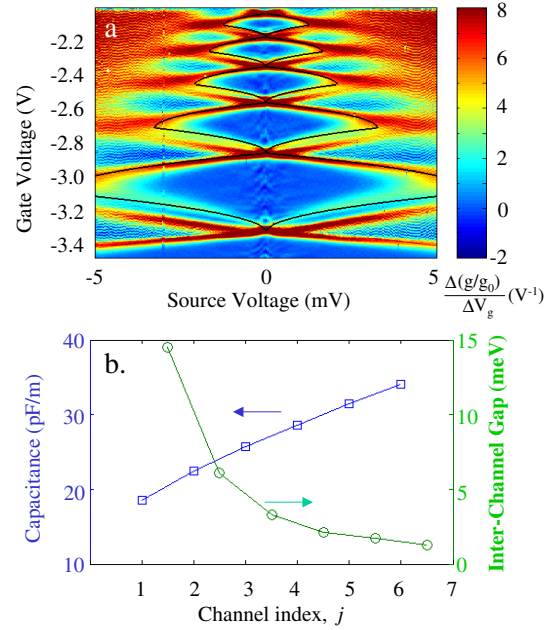 a
Gate Voltage (V)
-2.2
-2.4
-2.6
-2.8
-3.0
-3.2
-3.4
-5
0
5
Source Voltage (mV)
8
6
4
2
0
-2
Δ(g/g₀)
ΔV_g
(V⁻¹)
b.
Capacitance (pF/m)
40
30
20
10
15
10
5
0
Inter-Channel Gap (meV)
1 2 3 4 5 6 7
Channel index, j